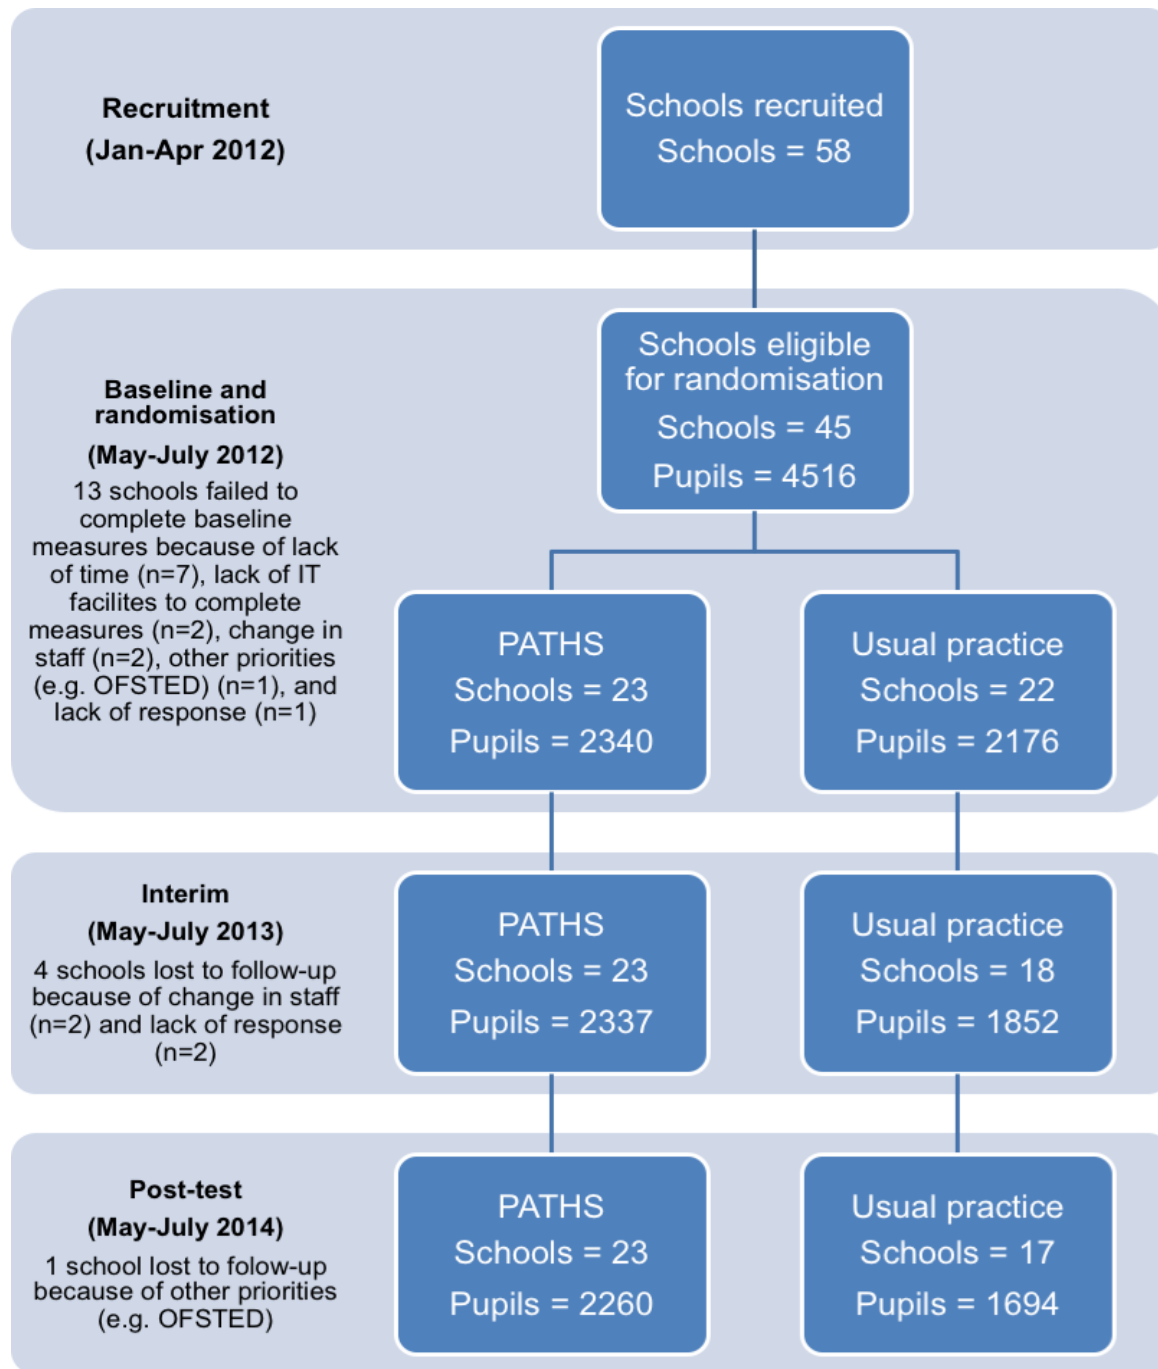 Recruitment
(Jan-Apr 2012)
Schools recruited
Schools = 58
Baseline and
randomisation
(May-July 2012)
13 schools failed to
complete baseline
measures because of lack
of time (n=7), lack of IT
facilites to complete
measures (n=2), change in
staff (n=2), other priorities
(e.g. OFSTED) (n=1), and
lack of response (n=1)
Schools eligible
for randomisation
Schools = 45
Pupils = 4516
PATHS
Schools = 23
Pupils = 2340
Usual practice
Schools = 22
Pupils = 2176
Interim
(May-July 2013)
4 schools lost to follow-up
because of change in staff
(n=2) and lack of response
(n=2)
PATHS
Schools = 23
Pupils = 2337
Usual practice
Schools = 18
Pupils = 1852
Post-test
(May-July 2014)
1 school lost to folow-up
because of other priorities
(e.g. OFSTED)
PATHS
Schools = 23
Pupils = 2260
Usual practice
Schools = 17
Pupils = 1694